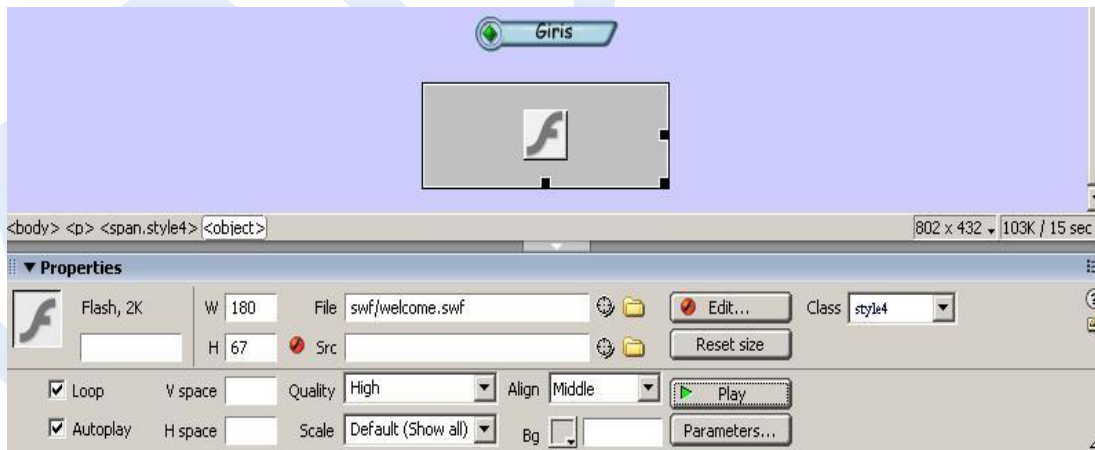 Giris
<body> <p> <span.style4> <object>
802 x 432
103K / 15 sec
Properties
Flash, 2K
W 180
File swf/welcome.swf
Edit...
Class style4
H 67
Src
Reset size
Loop
V space
Quality High
Align Middle
Play
Autoplay
H space
Scale Default (Show all)
Bg
Parameters...